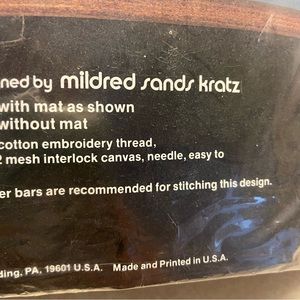 ned by mildred sands kratz
with mat as shown
without mat
cotton embroidery thread,
2 mesh interlock canvas, needle, easy to
er bars are recommended for stitching this design.
ding, PA. 19601 U.S.A. Made and Printed in U.S.A.